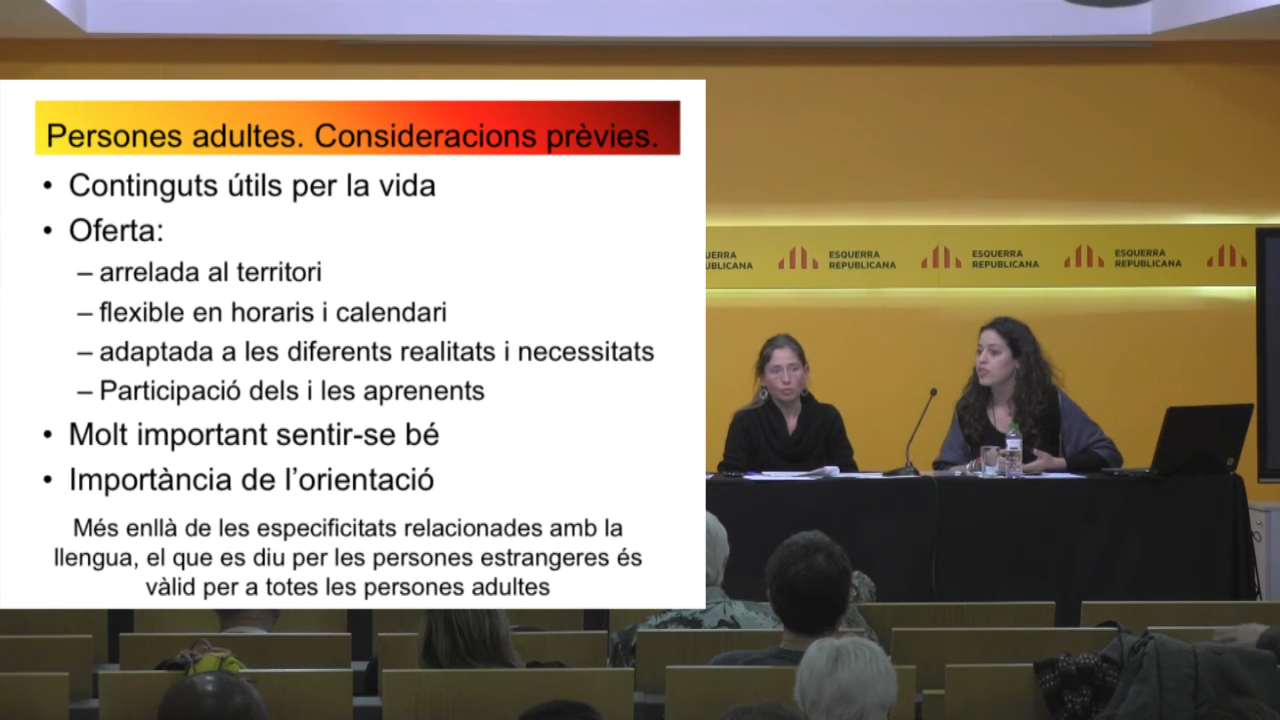 Persones adultes. Consideracions prèvies.
• Continguts útils per la vida
• Oferta:
– arrelada al territori
– flexible en horaris i calendari
– adaptada a les diferents realitats i necessitats
– Participació dels i les aprenents
• Molt important sentir-se bé
• Importància de l’orientació
Més enllà de les especificitats relacionades amb la
llengua, el que es diu per les persones estrangeres és
vàlid per a totes les persones adultes
UERRA
UBLICANA
ESQUERRA
REPUBLICANA
ESQUERRA
REPUBLICANA
ESQUERRA
REPUBLICANA